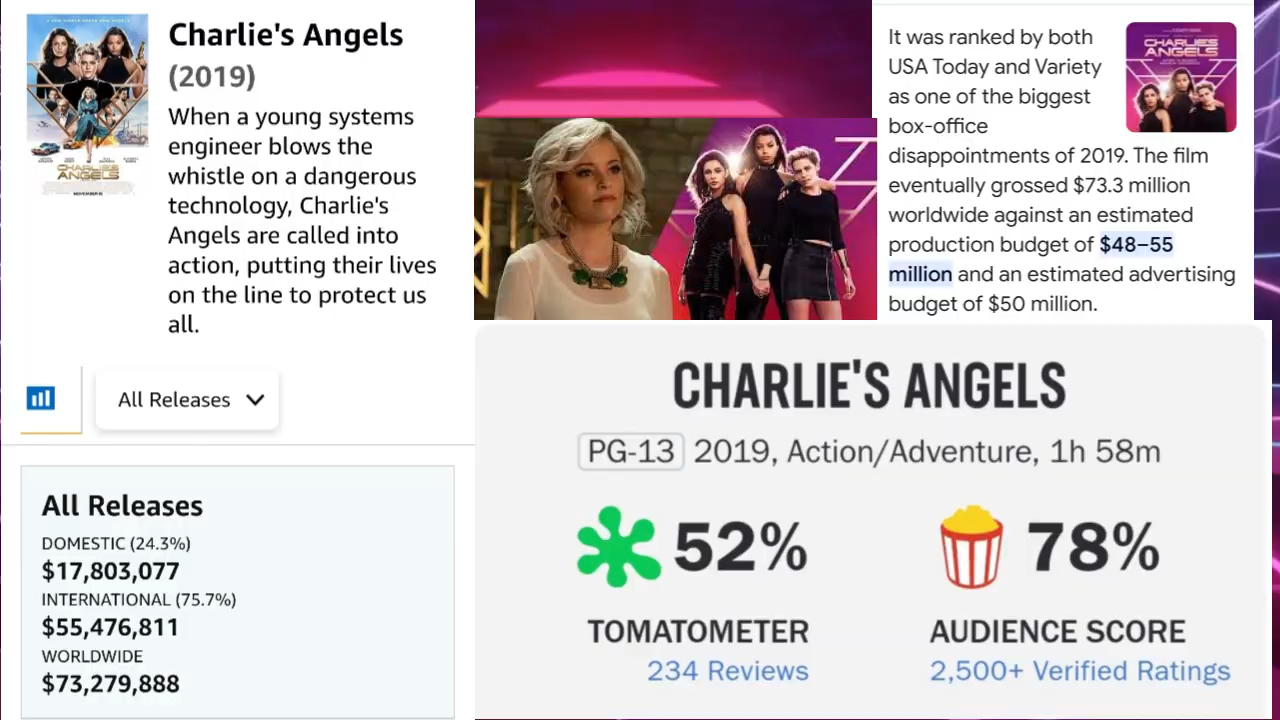 Charlie's Angels
(2019)
When a young systems
engineer blows the
whistle on a dangerous
technology, Charlie's
Angels are called into
action, putting their lives
on the line to protect us
all.
All Releases
All Releases
DOMESTIC (24.3%)
$17,803,077
INTERNATIONAL (75.7%)
$55,476,811
WORLDWIDE
$73,279,888
CHARLIE'S
ANGELS
It was ranked by both
USA Today and Variety
as one of the biggest
box-office
disappointments of 2019. The film
eventually grossed $73.3 million
worldwide against an estimated
production budget of $48–55
million and an estimated advertising
budget of $50 million.
CHARLIE'S
ANGELS
CHARLIE'S ANGELS
PG-13 2019, Action/Adventure, 1h 58m
52%
78%
TOMATOMETER
AUDIENCE SCORE
234 Reviews
2,500+ Verified Ratings